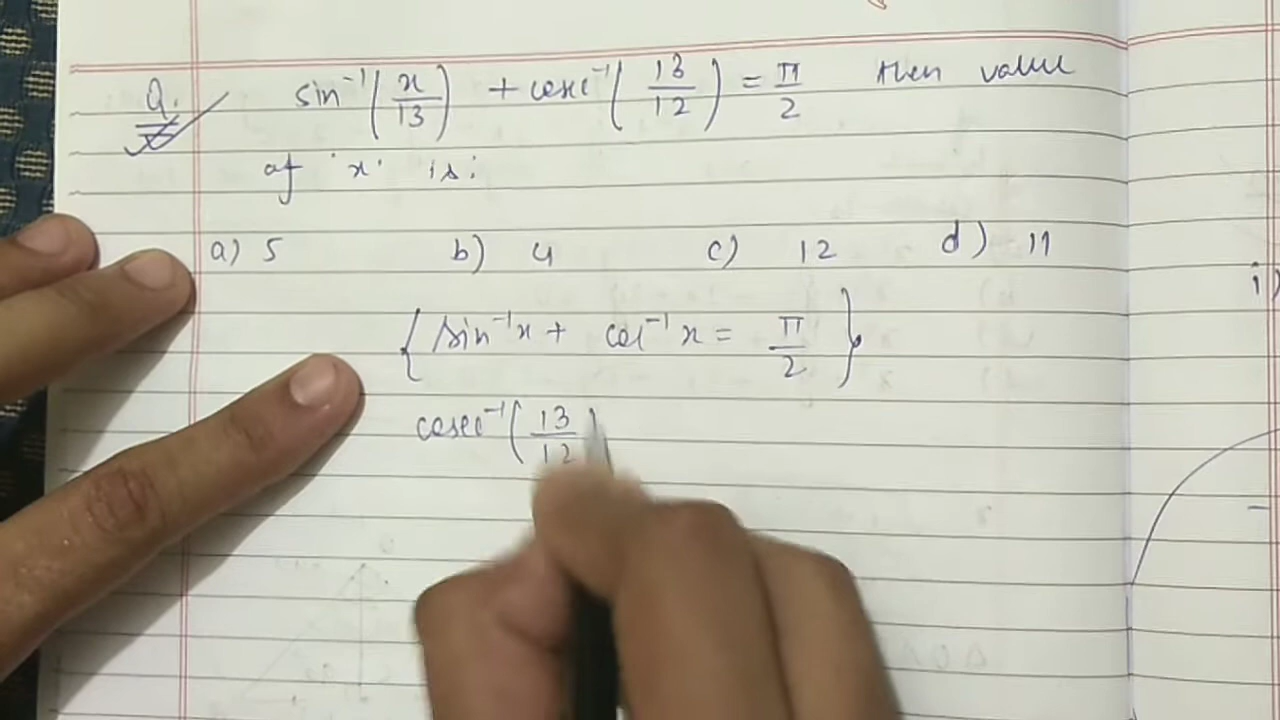 Q. sin⁻¹(x/13) + cosec⁻¹(13/12) = π/2 then value
of 'x' is:
a) 5 b) 4 c) 12 d) 11
{ sin⁻¹x + cos⁻¹x = π/2 }
cosec⁻¹(13/12)
i)